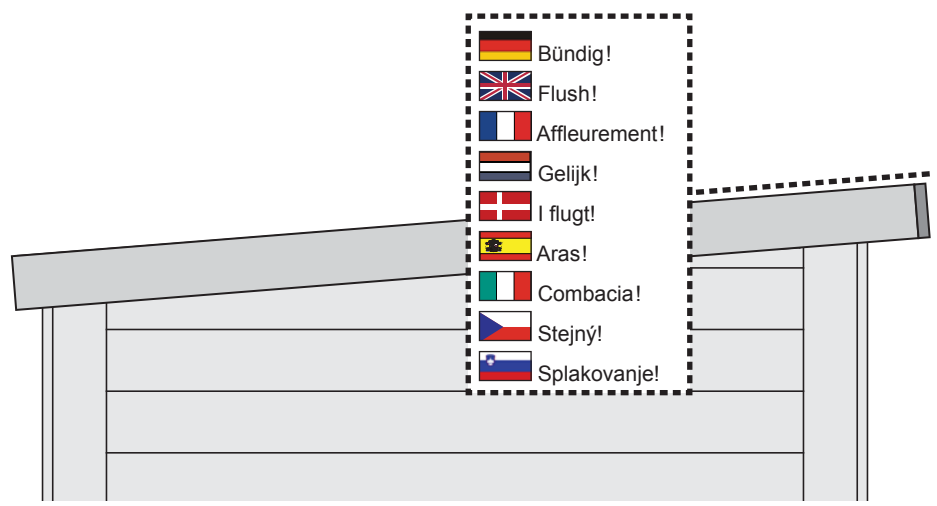 Bündig!
Flush!
Affleurement!
Gelijk!
I flugt!
Aras!
Combacia!
Stejný!
Splakovanje!